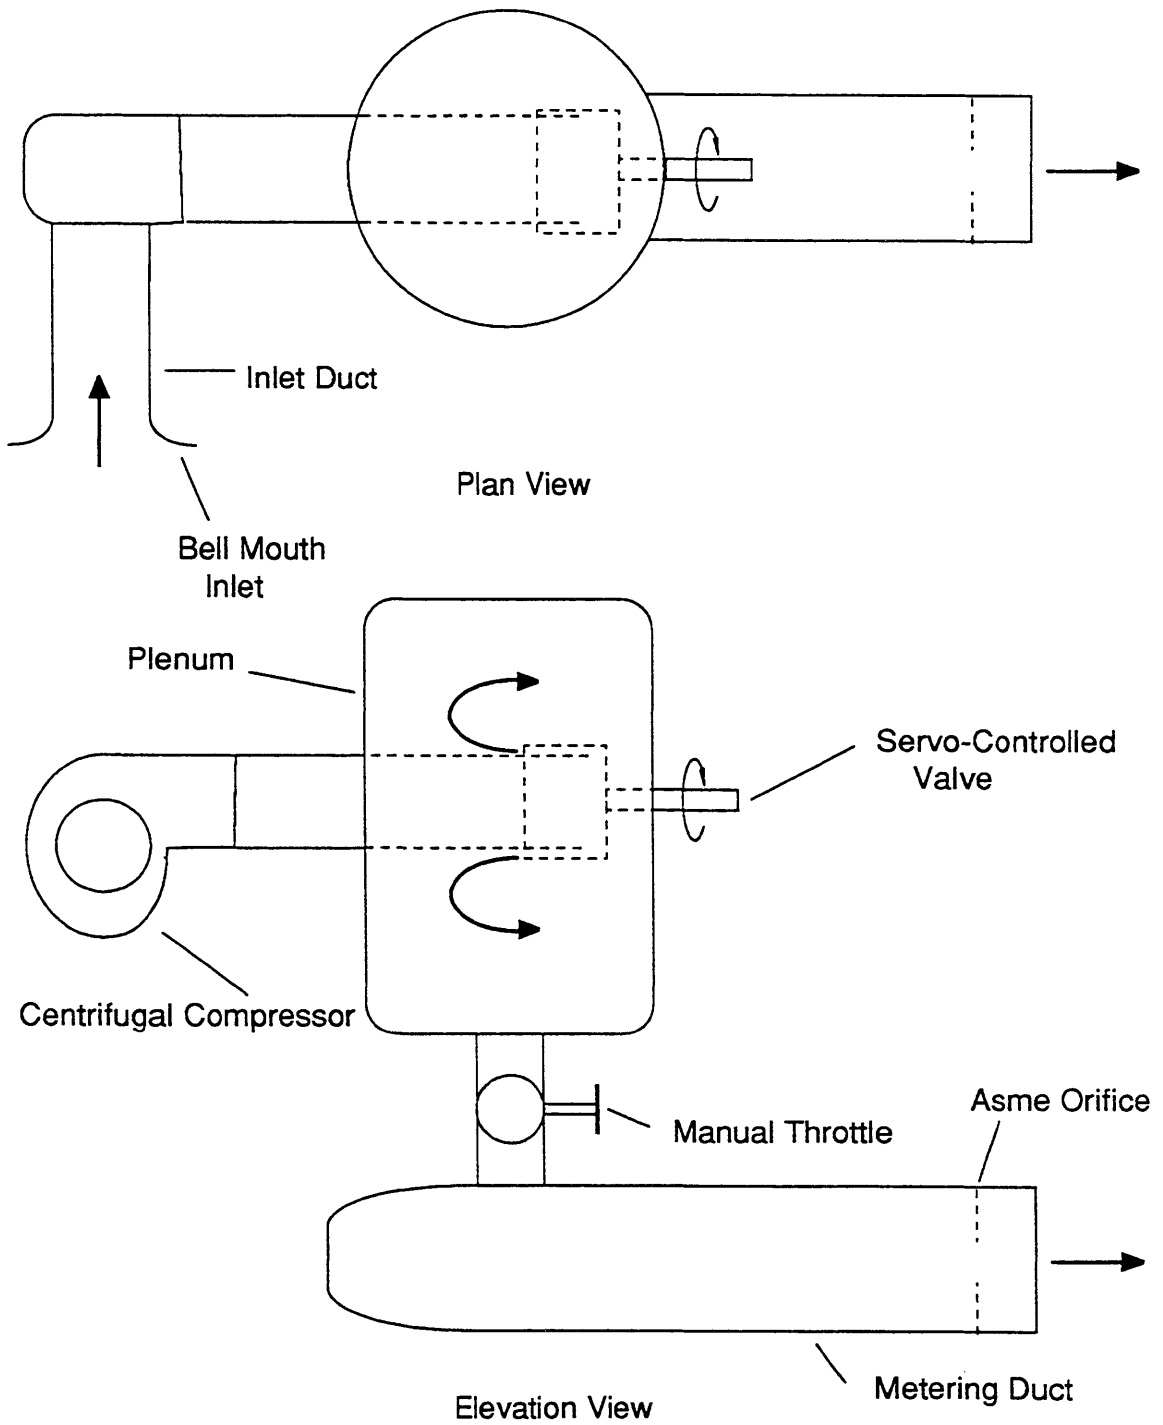 Inlet Duct
Plan View
Bell Mouth
Inlet
Plenum
Servo-Controlled
Valve
Centrifugal Compressor
Asme Orifice
Manual Throttle
Metering Duct
Elevation View